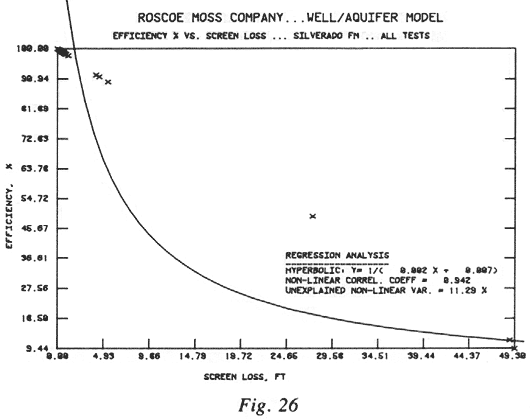 ROSCOE MOSS COMPANY...WELL/AQUIFER MODEL
EFFICIENCY % VS. SCREEN LOSS ... SILVERADO FM .. ALL TESTS
100.00
90.94
81.89
72.83
63.76
54.72
45.67
36.61
27.56
18.50
9.44
EFFICIENCY, %
REGRESSION ANALYSIS
HYPERBOLIC: Y= 1/( 0.002 X + 0.007)
NON-LINEAR CORREL. COEFF = 0.942
UNEXPLAINED NON-LINEAR VAR. = 11.29 %
0.00 4.93 9.86 14.79 19.72 24.65 29.58 34.51 39.44 44.37 49.30
SCREEN LOSS, FT
Fig. 26